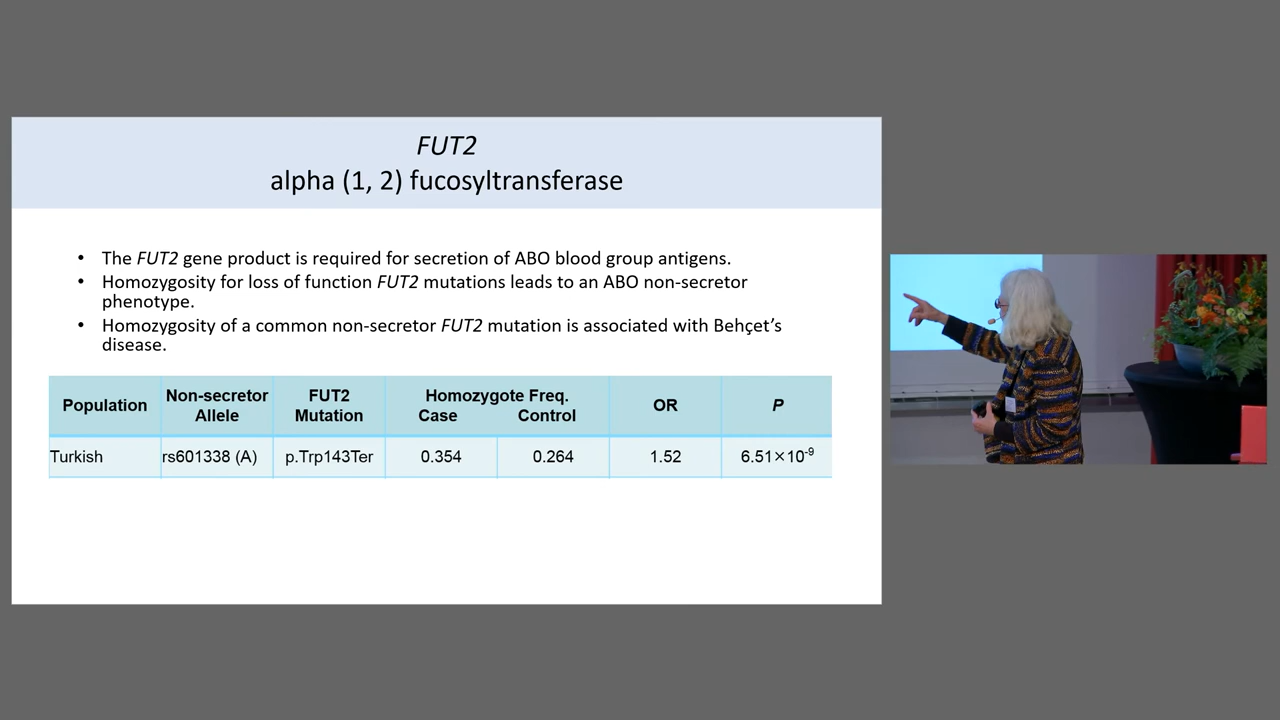 FUT2
alpha (1, 2) fucosyltransferase
• The FUT2 gene product is required for secretion of ABO blood group antigens.
• Homozygosity for loss of function FUT2 mutations leads to an ABO non-secretor
phenotype.
• Homozygosity of a common non-secretor FUT2 mutation is associated with Behçet’s
disease.
Population Non-secretor Allele FUT2 Mutation Homozygote Freq. Case Control OR P
Turkish rs601338 (A) p.Trp143Ter 0.354 0.264 1.52 6.51×10⁻⁹